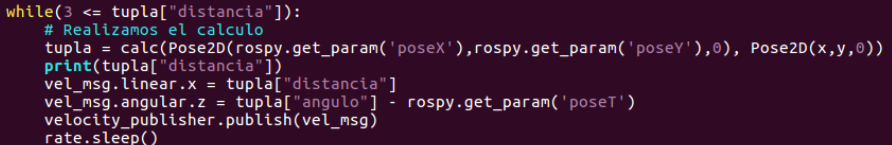 while(3 <= tupla["distancia"]):
    # Realizamos el calculo
    tupla = calc(Pose2D(rospy.get_param('poseX'),rospy.get_param('poseY'),0), Pose2D(x,y,0))
    print(tupla["distancia"])
    vel_msg.linear.x = tupla["distancia"]
    vel_msg.angular.z = tupla["angulo"] - rospy.get_param('poseT')
    velocity_publisher.publish(vel_msg)
    rate.sleep()